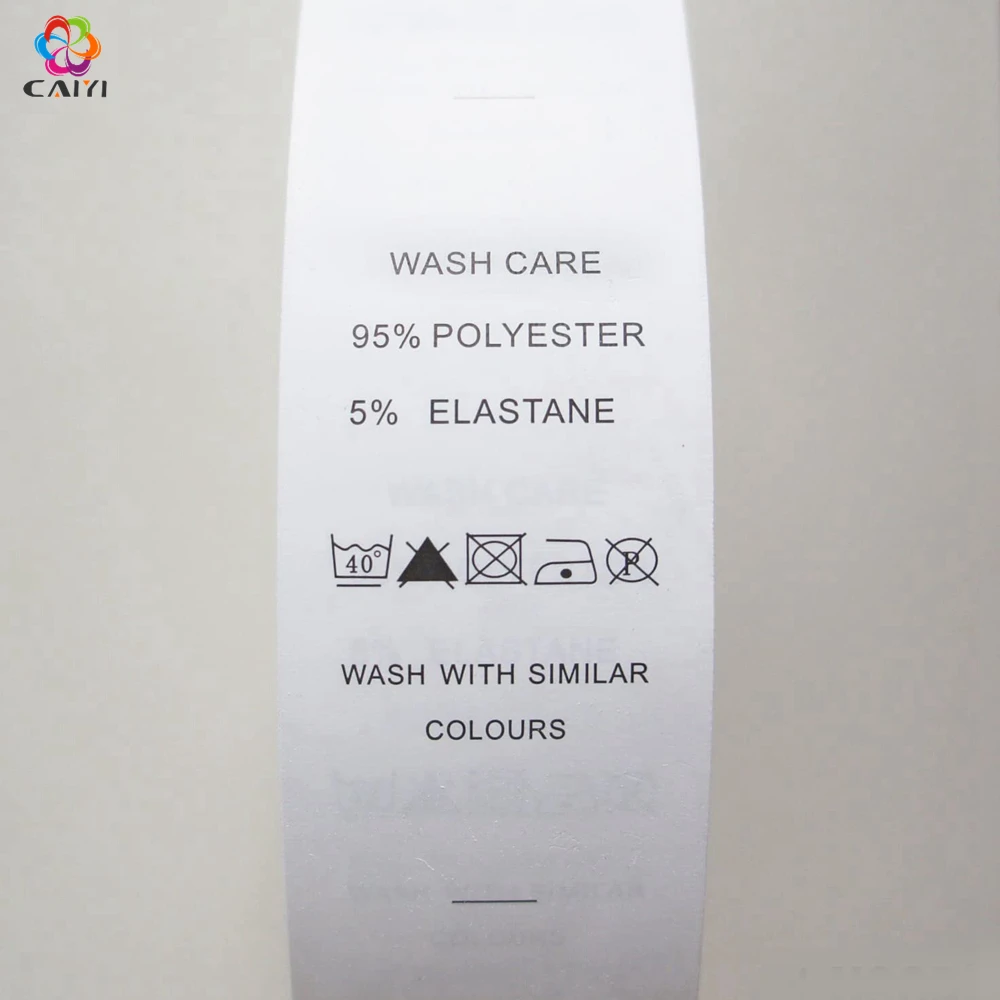 CAIYI
WASH CARE
95% POLYESTER
5% ELASTANE
40°
P
WASH WITH SIMILAR
COLOURS